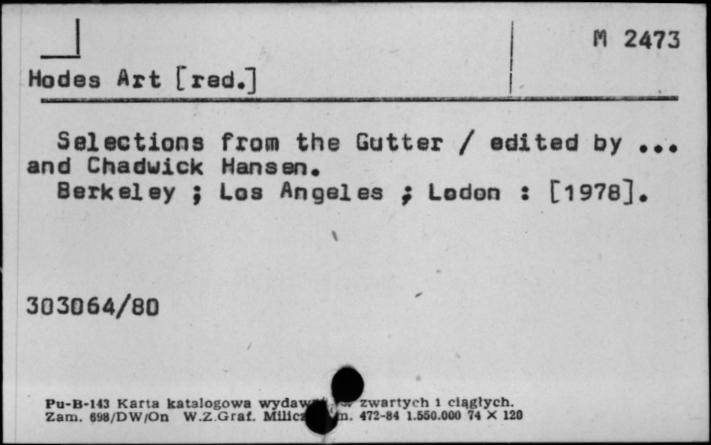 M 2473
Hodes Art [red.]
Selections from the Gutter / edited by ...
and Chadwick Hansen.
Berkeley ; Los Angeles ; Lodon : [1978].
303064/80
Pu-B-143 Karta katalogowa zwartych i ciągłych.
Zam. 698/DW/On W.Z.Graf. 472-84 1.550.000 74 X 120